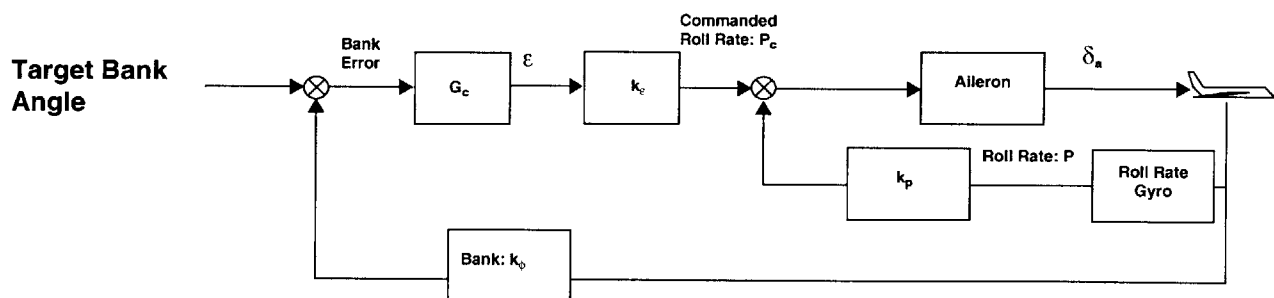 Target Bank
Angle
Bank
Error
G_c
ε
k_ε
Commanded
Roll Rate: P_c
Aileron
δ_a
k_p
Roll Rate: P
Roll Rate
Gyro
Bank: k_ϕ